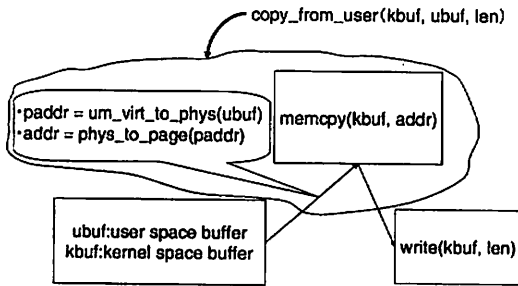 copy_from_user(kbuf, ubuf, len)
·paddr = um_virt_to_phys(ubuf)
·addr = phys_to_page(paddr)
memcpy(kbuf, addr)
ubuf:user space buffer
kbuf:kernel space buffer
write(kbuf, len)